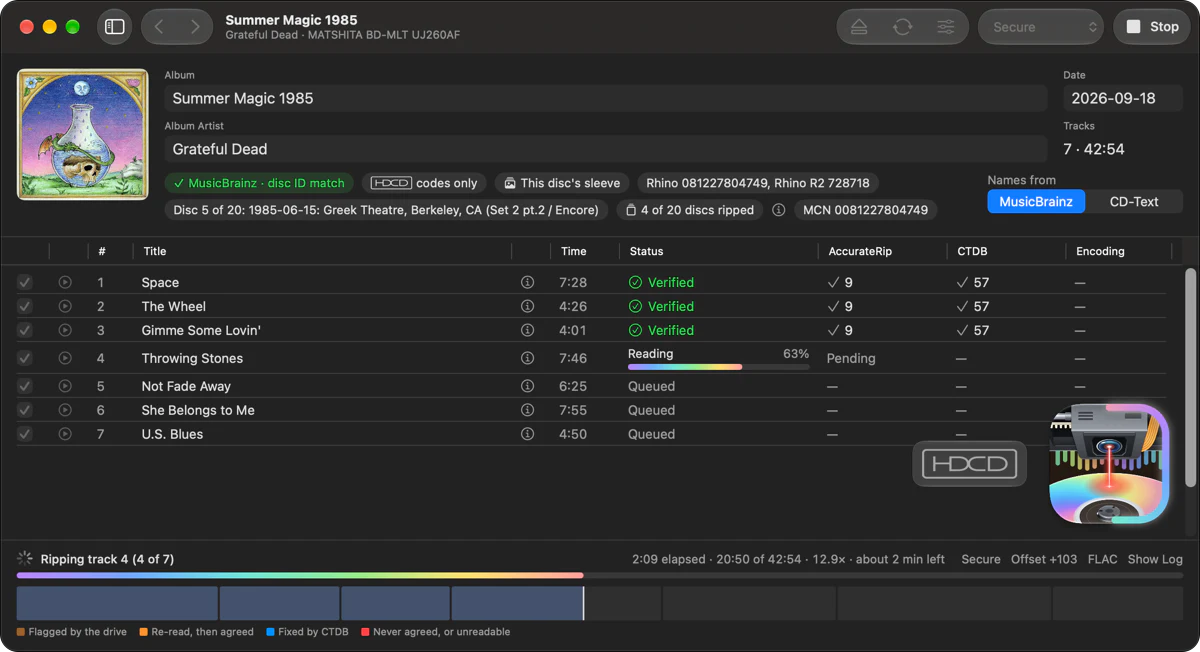 Summer Magic 1985
Grateful Dead · MATSHITA BD-MLT UJ260AF
Secure
Stop
Album
Summer Magic 1985
Date
2026-09-18
Album Artist
Grateful Dead
Tracks
7 · 42:54
MusicBrainz · disc ID match
HDCD codes only
This disc's sleeve
Rhino 081227804749, Rhino R2 728718
Disc 5 of 20: 1985-06-15: Greek Theatre, Berkeley, CA (Set 2 pt.2 / Encore)
4 of 20 discs ripped
MCN 0081227804749
Names from
MusicBrainz CD-Text
# Title Time Status AccurateRip CTDB Encoding
1 Space 7:28 Verified 9 57 —
2 The Wheel 4:26 Verified 9 57 —
3 Gimme Some Lovin' 4:01 Verified 9 57 —
4 Throwing Stones 7:46 Reading 63% Pending — —
5 Not Fade Away 6:25 Queued — — —
6 She Belongs to Me 7:55 Queued — —
7 U.S. Blues 4:50 Queued — —
HDCD
Ripping track 4 (4 of 7)
2:09 elapsed · 20:50 of 42:54 · 12.9× · about 2 min left Secure Offset +103 FLAC Show Log
Flagged by the drive Re-read, then agreed Fixed by CTDB Never agreed, or unreadable